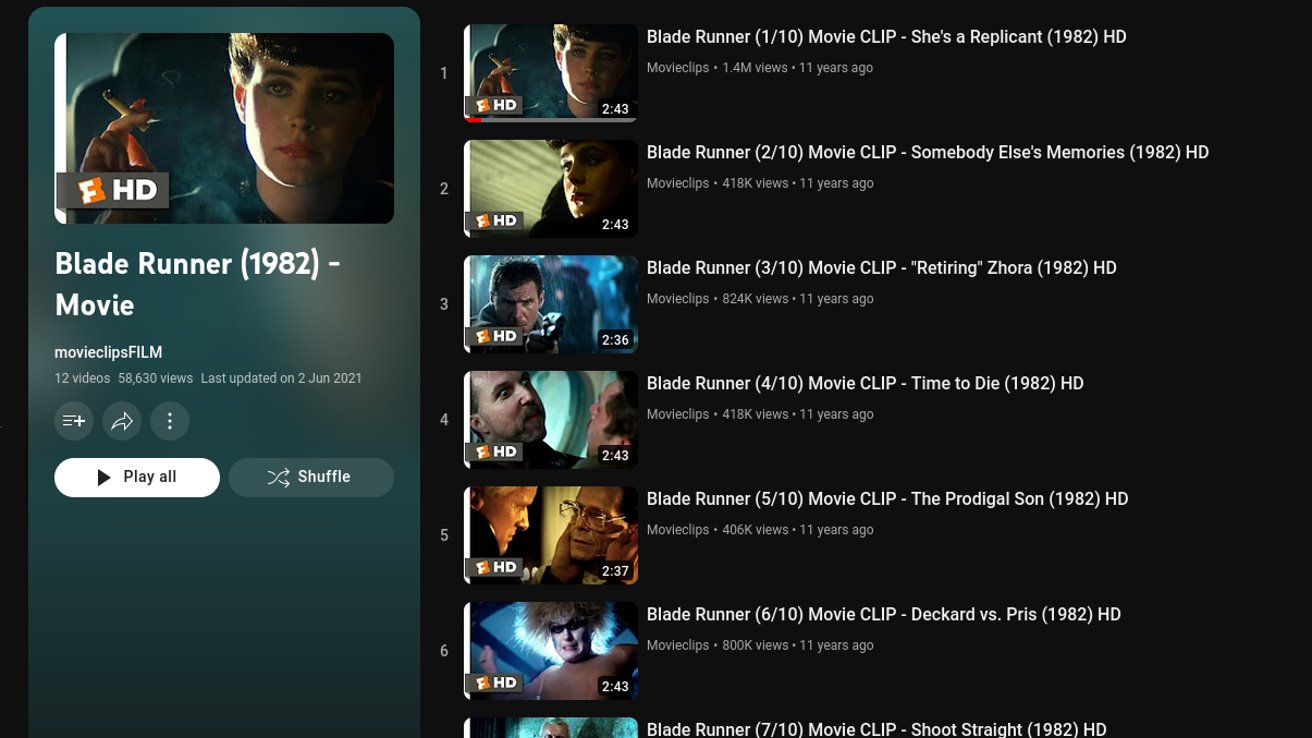 HD
Blade Runner (1982) -
Movie
movieclipsFILM
12 videos 58,630 views Last updated on 2 Jun 2021
Play all
Shuffle
1
HD
2:43
Blade Runner (1/10) Movie CLIP - She's a Replicant (1982) HD
Movieclips • 1.4M views • 11 years ago
2
HD
2:43
Blade Runner (2/10) Movie CLIP - Somebody Else's Memories (1982) HD
Movieclips • 418K views • 11 years ago
3
HD
2:36
Blade Runner (3/10) Movie CLIP - "Retiring" Zhora (1982) HD
Movieclips • 824K views • 11 years ago
4
HD
2:43
Blade Runner (4/10) Movie CLIP - Time to Die (1982) HD
Movieclips • 418K views • 11 years ago
5
HD
2:37
Blade Runner (5/10) Movie CLIP - The Prodigal Son (1982) HD
Movieclips • 406K views • 11 years ago
6
HD
2:43
Blade Runner (6/10) Movie CLIP - Deckard vs. Pris (1982) HD
Movieclips • 800K views • 11 years ago
Blade Runner (7/10) Movie CLIP - Shoot Straight (1982) HD